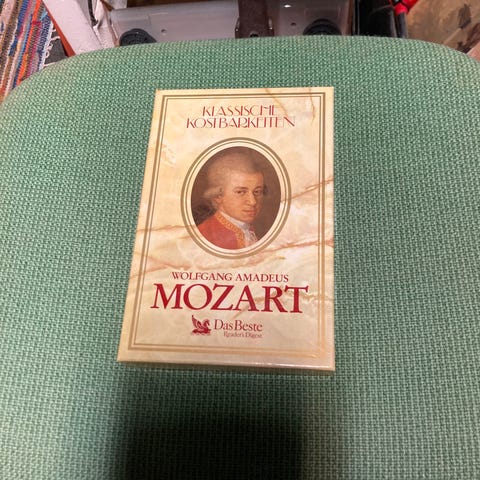 KLASSISCHE
KOSTBARKEITEN
WOLFGANG AMADEUS
MOZART
Das Beste
Reader's Digest